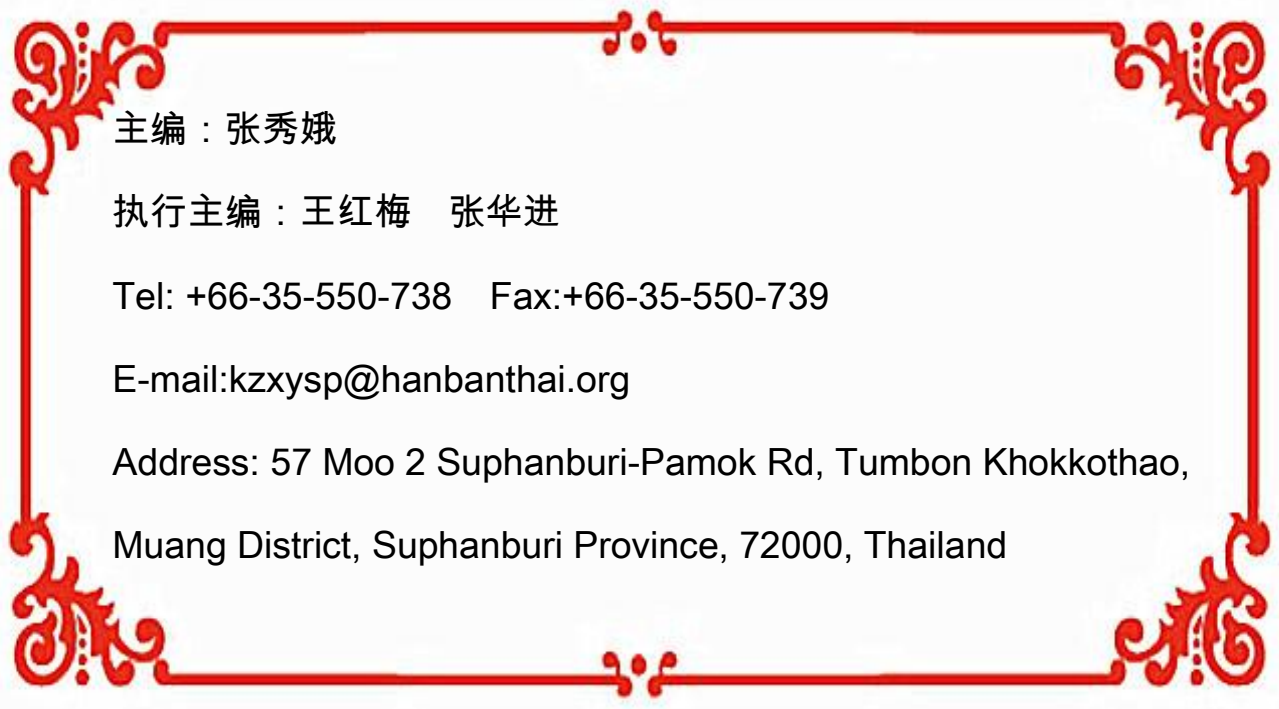 主编：张秀娥
执行主编：王红梅　张华进
Tel: +66-35-550-738　Fax:+66-35-550-739
E-mail:kzxysp@hanbanthai.org
Address: 57 Moo 2 Suphanburi-Pamok Rd, Tumbon Khokkothao,
Muang District, Suphanburi Province, 72000, Thailand